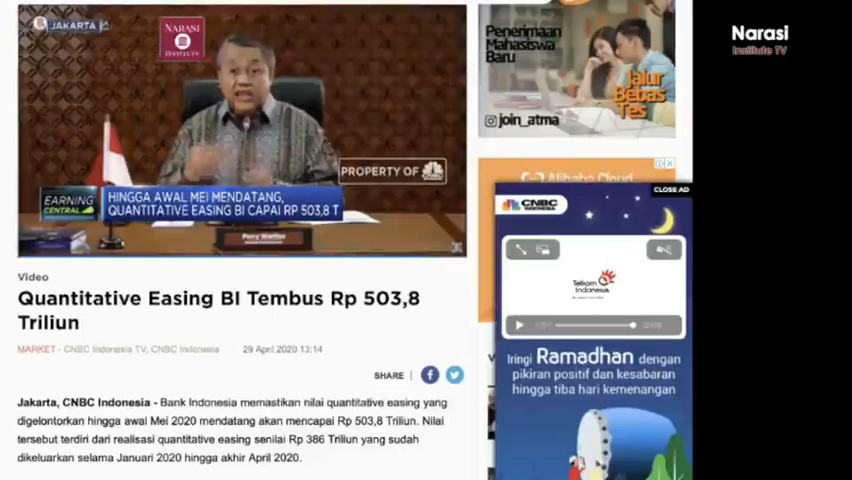 JAKARTA
NARASI
INSTITUTE
PROPERTY OF
EARNING
CENTRAL
HINGGA AWAL MEI MENDATANG,
QUANTITATIVE EASING BI CAPAI RP 503,8 T
Perry Warjiyo
Video
Quantitative Easing BI Tembus Rp 503,8
Triliun
MARKET - CNBC Indonesia TV, CNBC Indonesia
29 April 2020 13:14
SHARE
Jakarta, CNBC Indonesia - Bank Indonesia memastikan nilai quantitative easing yang
digelontorkan hingga awal Mei 2020 mendatang akan mencapai Rp 503,8 Triliun. Nilai
tersebut terdiri dari realisasi quantitative easing senilai Rp 386 Triliun yang sudah
dikeluarkan selama Januari 2020 hingga akhir April 2020.
Penerimaan
Mahasiswa
Baru
Jalur
Bebas
Tes
join_atma
Alibaba Cloud
CLOSE AD
CNBC
INDONESIA
Telkom
Indonesia
Iringi Ramadhan dengan
pikiran positif dan kesabaran
hingga tiba hari kemenangan
Narasi
Institute TV